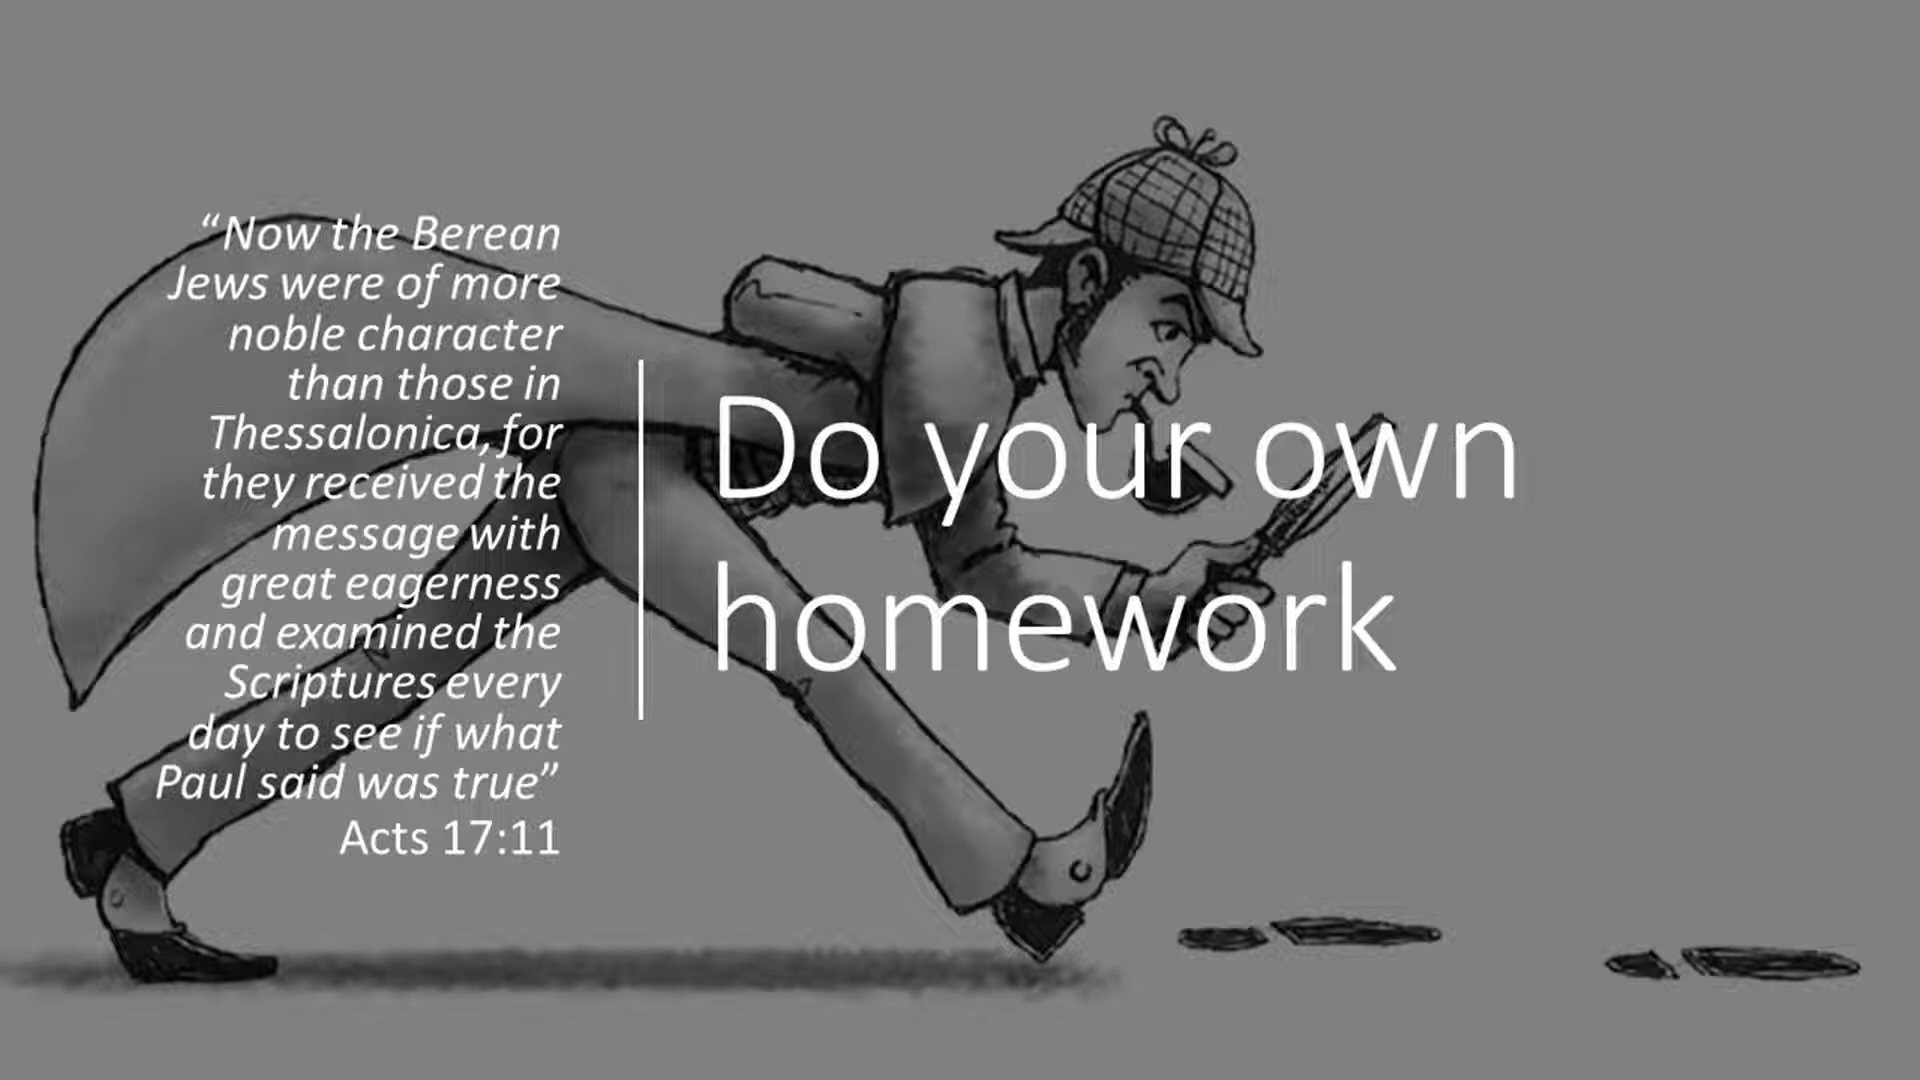 “Now the Berean
Jews were of more
noble character
than those in
Thessalonica, for
they received the
message with
great eagerness
and examined the
Scriptures every
day to see if what
Paul said was true”
Acts 17:11
Do your own
homework